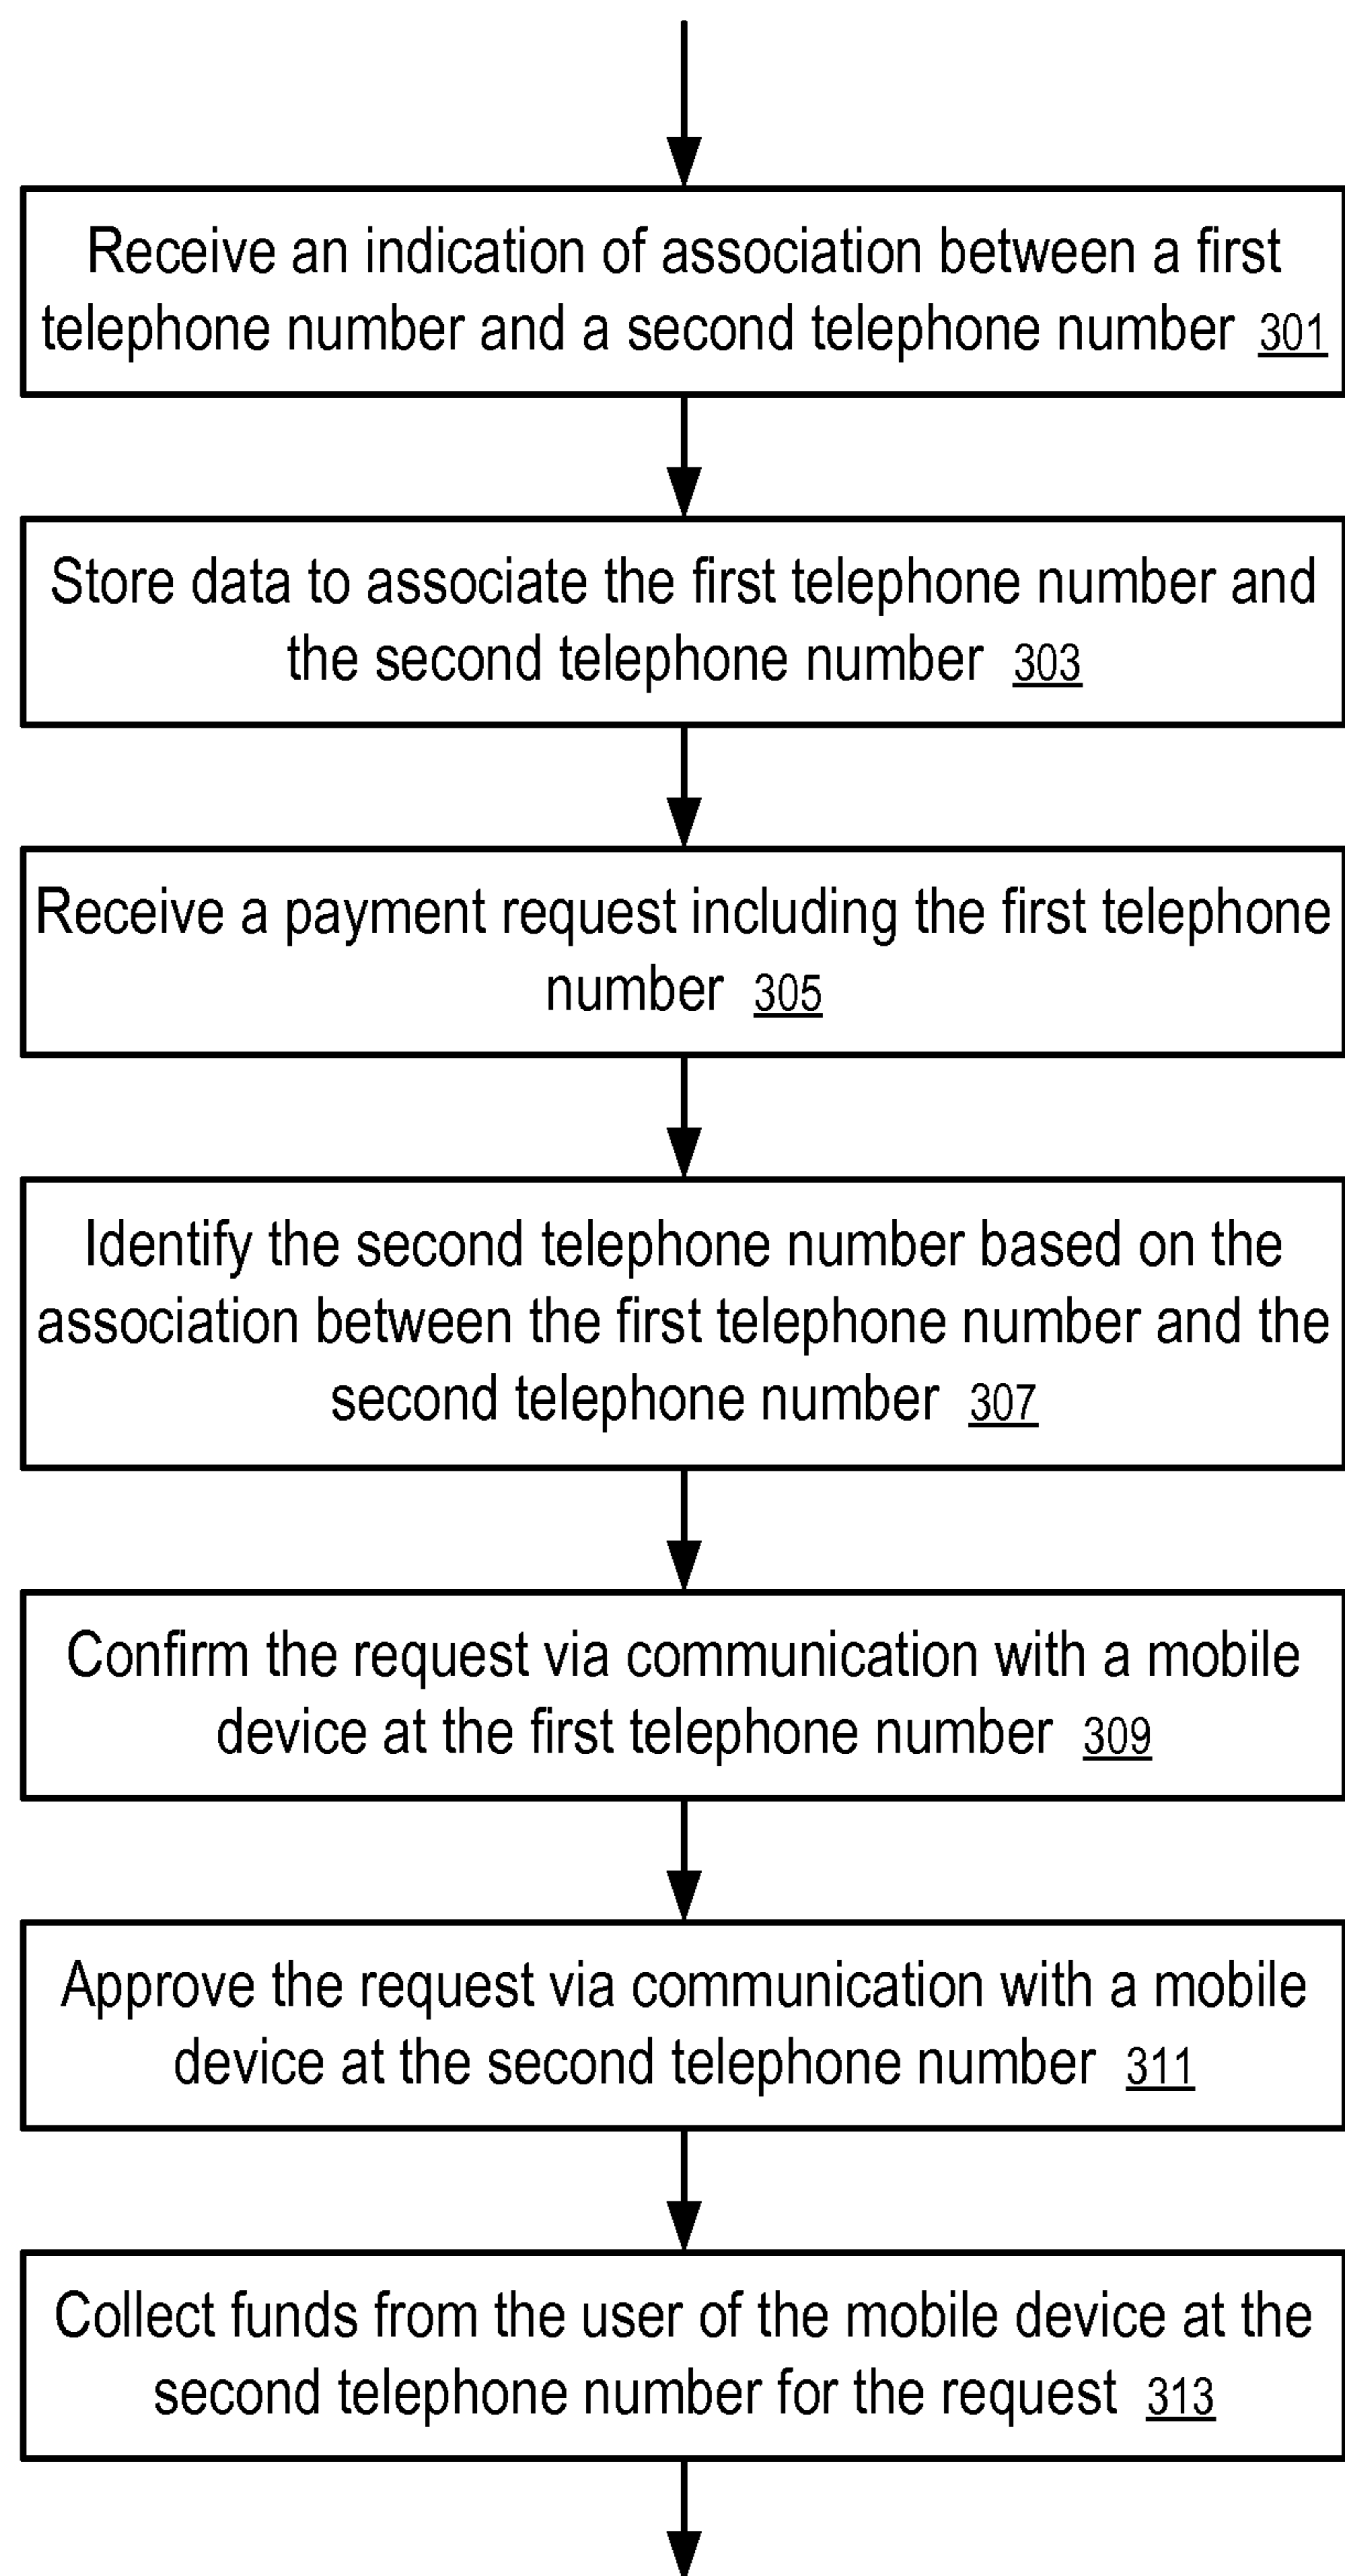 Receive an indication of association between a first
telephone number and a second telephone number 301
Store data to associate the first telephone number and
the second telephone number 303
Receive a payment request including the first telephone
number 305
Identify the second telephone number based on the
association between the first telephone number and the
second telephone number 307
Confirm the request via communication with a mobile
device at the first telephone number 309
Approve the request via communication with a mobile
device at the second telephone number 311
Collect funds from the user of the mobile device at the
second telephone number for the request 313